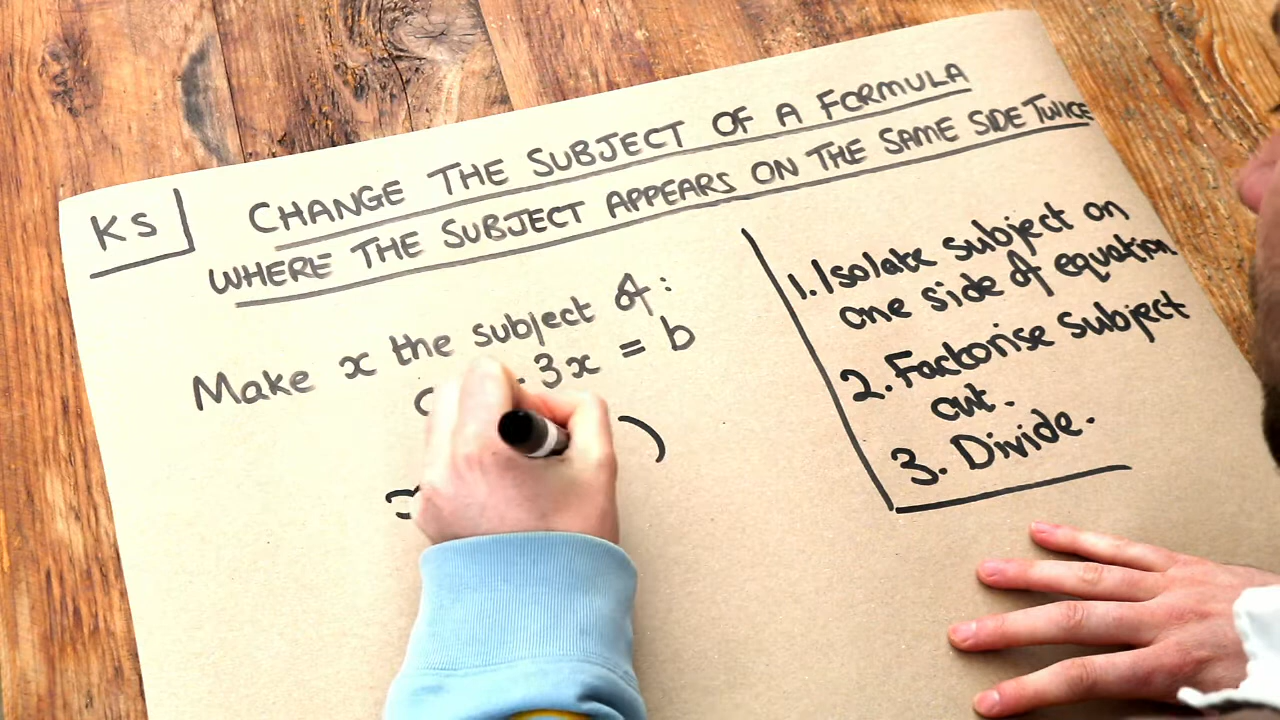 KS
CHANGE THE SUBJECT OF A FORMULA
WHERE THE SUBJECT APPEARS ON THE SAME SIDE TWICE
Make x the subject of:
3x = b
)
1. Isolate subject on
one side of equation
2. Factorise subject
out.
3. Divide.